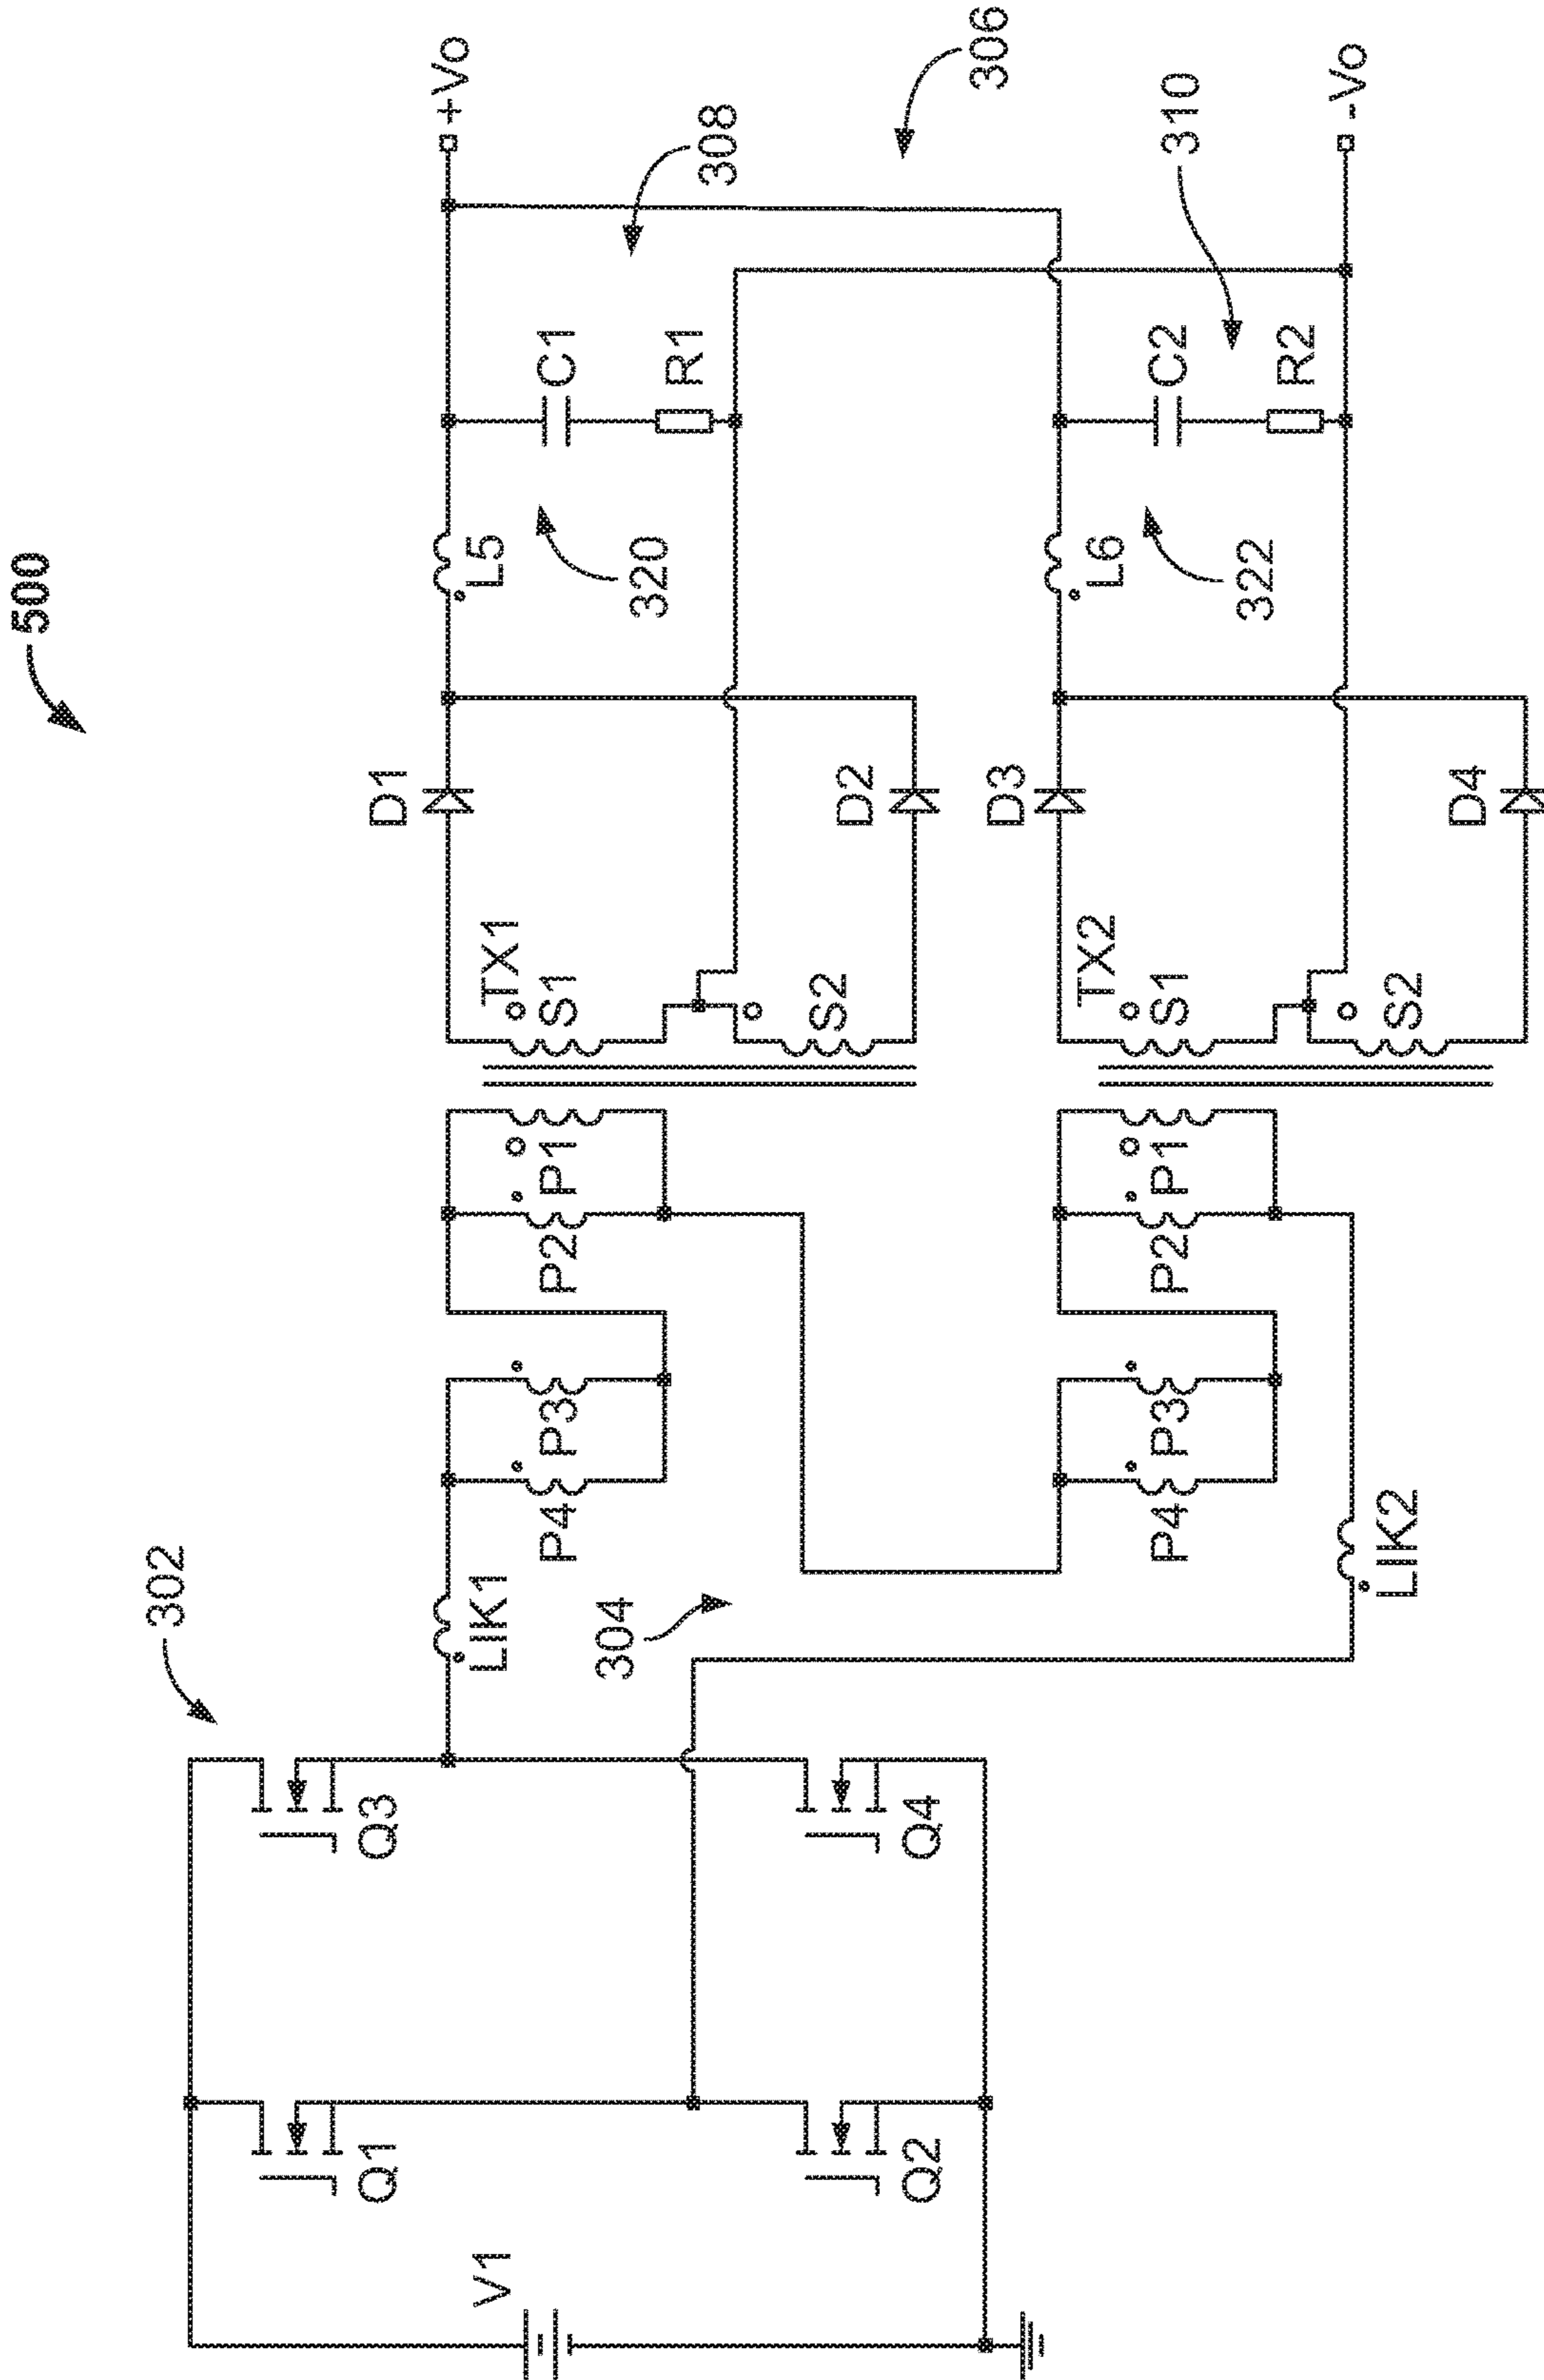 500
302
304
306
308
310
320
322
V1
Q1
Q2
Q3
Q4
LIK1
LIK2
P4
P3
P2
P1
P4
P3
P2
P1
TX1
S1
S2
TX2
S1
S2
D1
D2
D3
D4
L5
L6
C1
R1
C2
R2
+Vo
-Vo